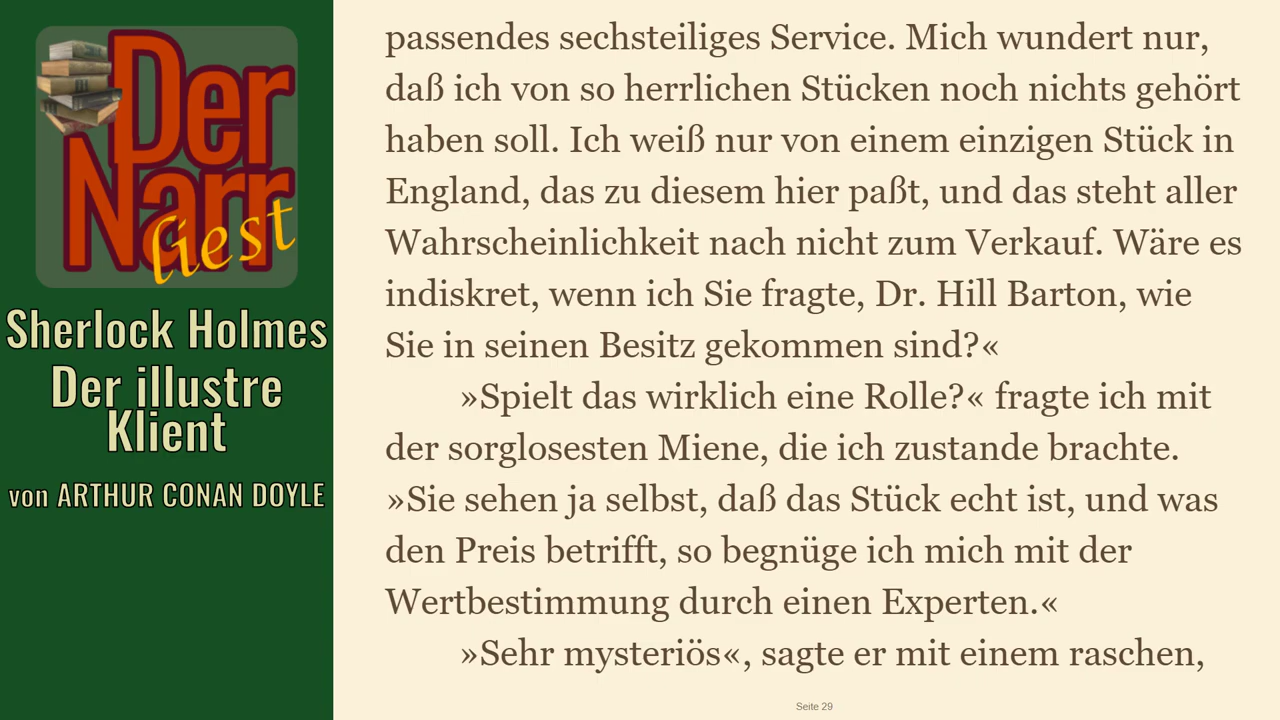 Der
Narr
liest
Sherlock Holmes
Der illustre
Klient
von ARTHUR CONAN DOYLE
passendes sechsteiliges Service. Mich wundert nur,
daß ich von so herrlichen Stücken noch nichts gehört
haben soll. Ich weiß nur von einem einzigen Stück in
England, das zu diesem hier paßt, und das steht aller
Wahrscheinlichkeit nach nicht zum Verkauf. Wäre es
indiskret, wenn ich Sie fragte, Dr. Hill Barton, wie
Sie in seinen Besitz gekommen sind?«
»Spielt das wirklich eine Rolle?« fragte ich mit
der sorglosesten Miene, die ich zustande brachte.
»Sie sehen ja selbst, daß das Stück echt ist, und was
den Preis betrifft, so begnüge ich mich mit der
Wertbestimmung durch einen Experten.«
»Sehr mysteriös«, sagte er mit einem raschen,
Seite 29